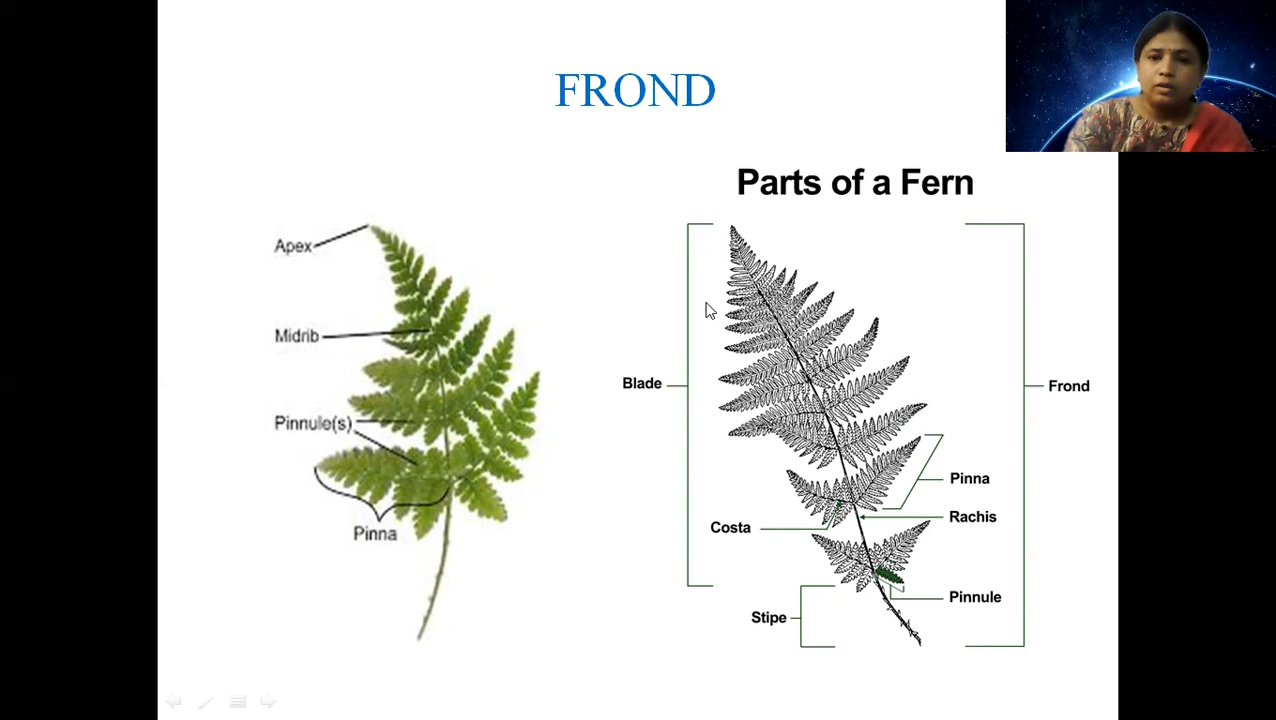 FROND
Parts of a Fern
Apex
Midrib
Pinnule(s)
Pinna
Blade
Frond
Pinna
Rachis
Costa
Pinnule
Stipe